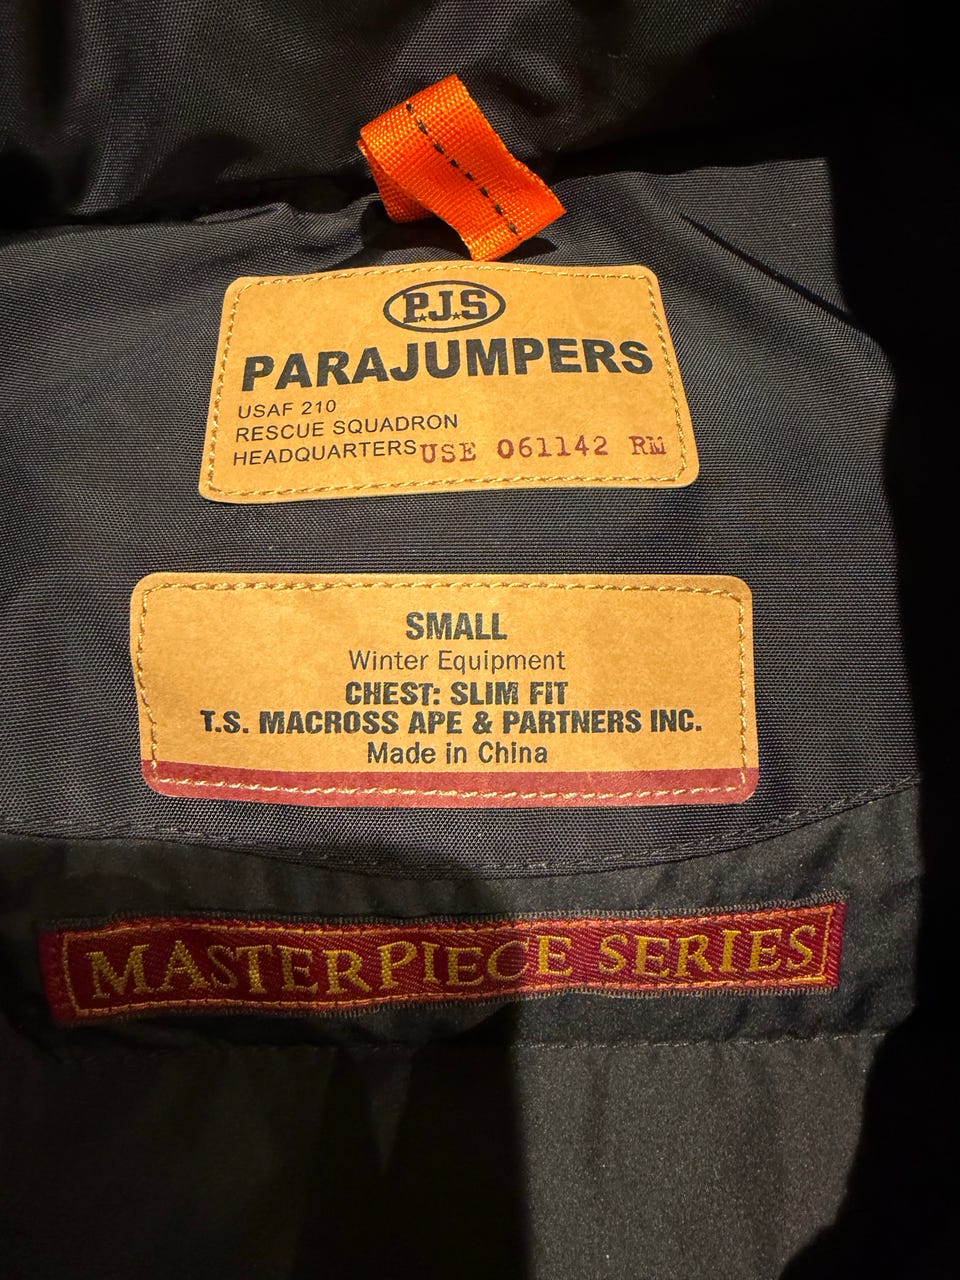 P.J.S
PARAJUMPERS
USAF 210
RESCUE SQUADRON
HEADQUARTERS USE 061142 RM
SMALL
Winter Equipment
CHEST: SLIM FIT
T.S. MACROSS APE & PARTNERS INC.
Made in China
MASTERPIECE SERIES